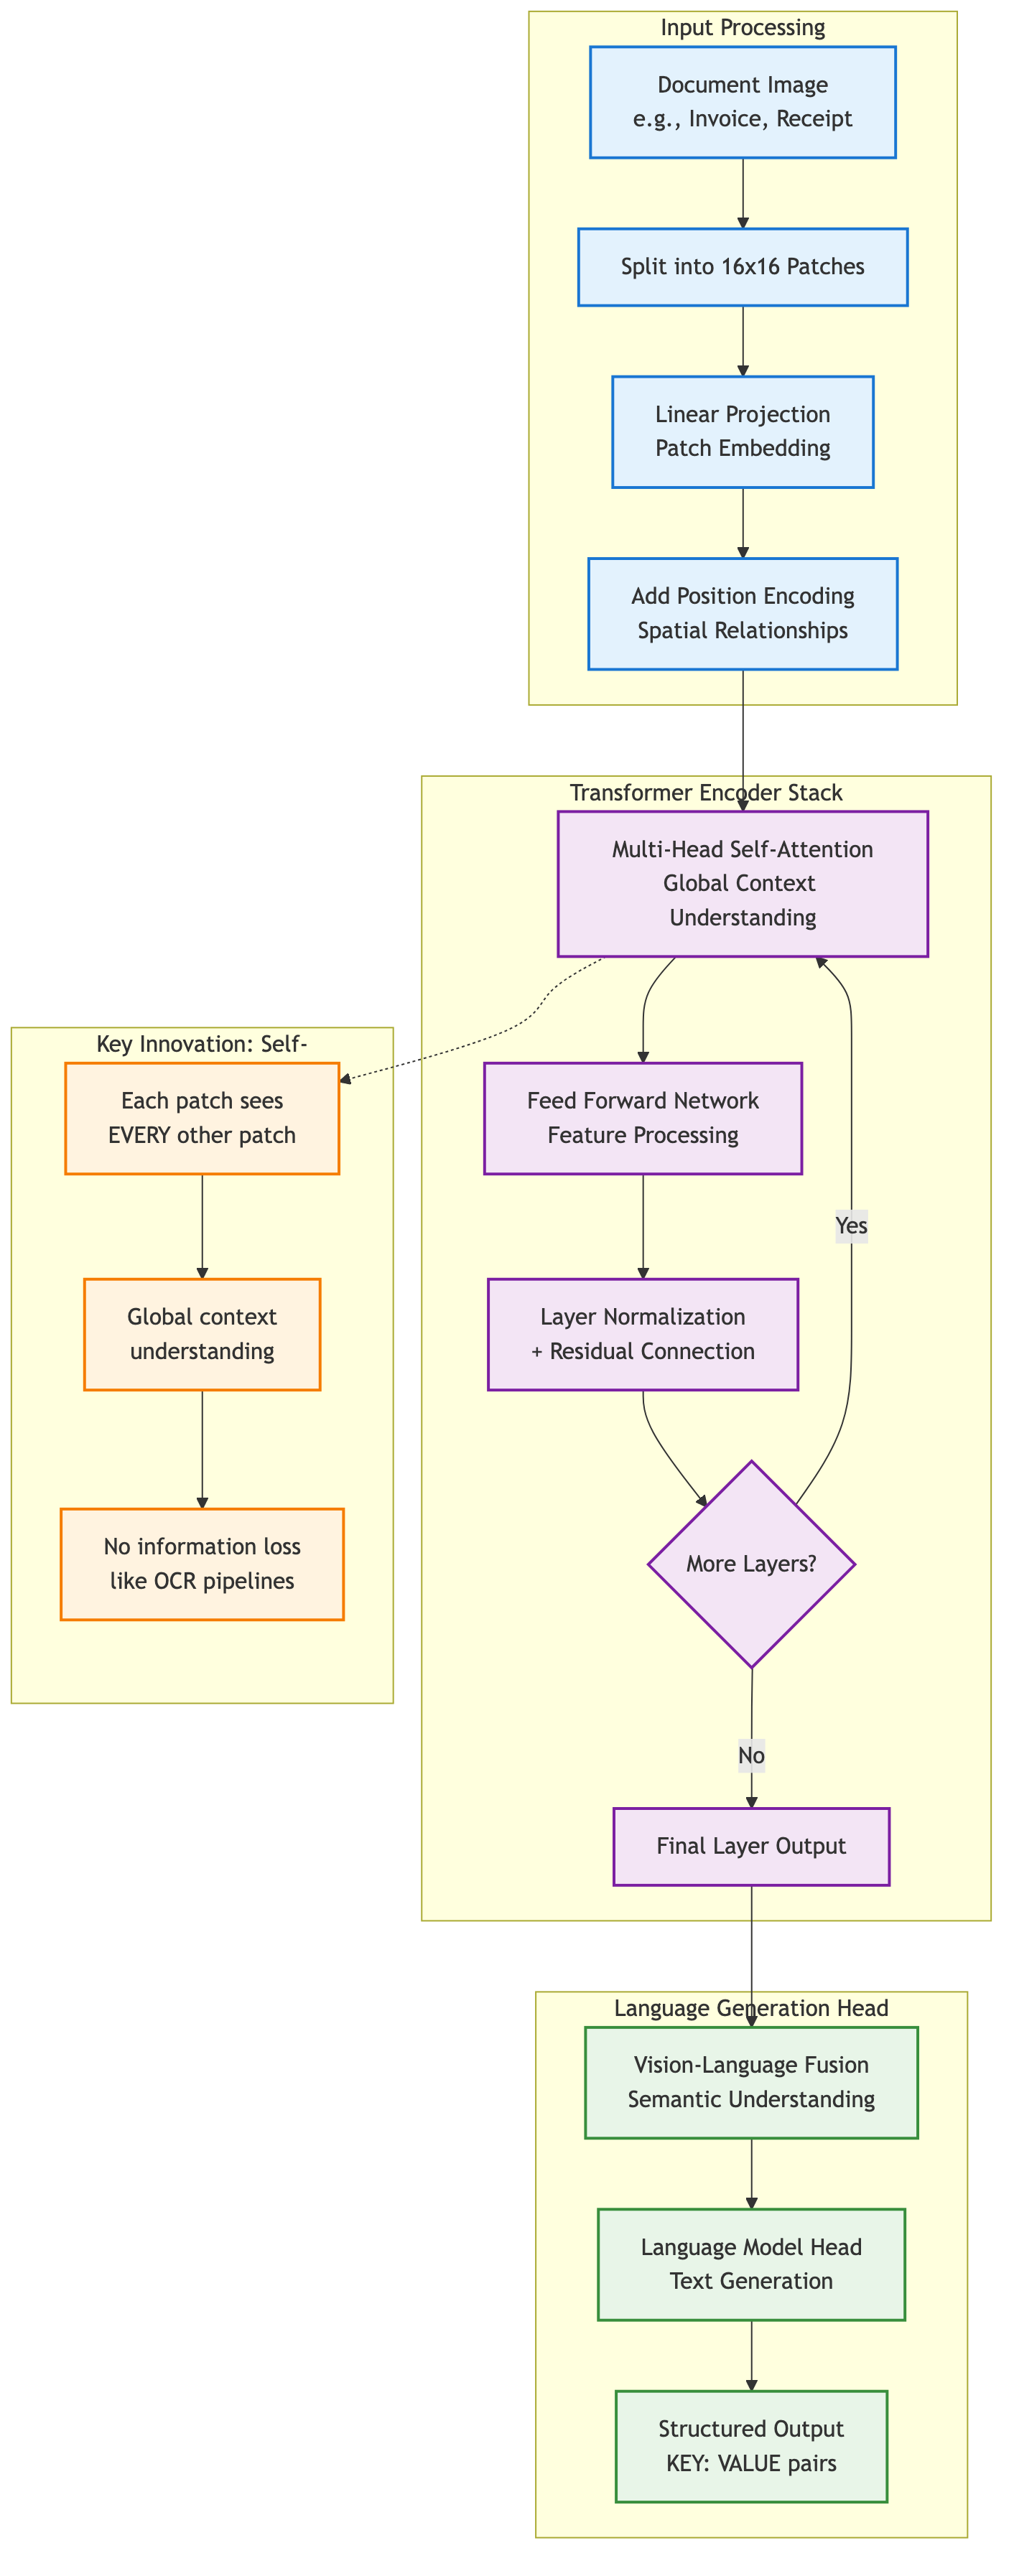 Input Processing
Document Image
e.g., Invoice, Receipt
Split into 16x16 Patches
Linear Projection
Patch Embedding
Add Position Encoding
Spatial Relationships
Transformer Encoder Stack
Multi-Head Self-Attention
Global Context
Understanding
Feed Forward Network
Feature Processing
Layer Normalization
+ Residual Connection
More Layers?
Yes
No
Final Layer Output
Key Innovation: Self-
Each patch sees
EVERY other patch
Global context
understanding
No information loss
like OCR pipelines
Language Generation Head
Vision-Language Fusion
Semantic Understanding
Language Model Head
Text Generation
Structured Output
KEY: VALUE pairs